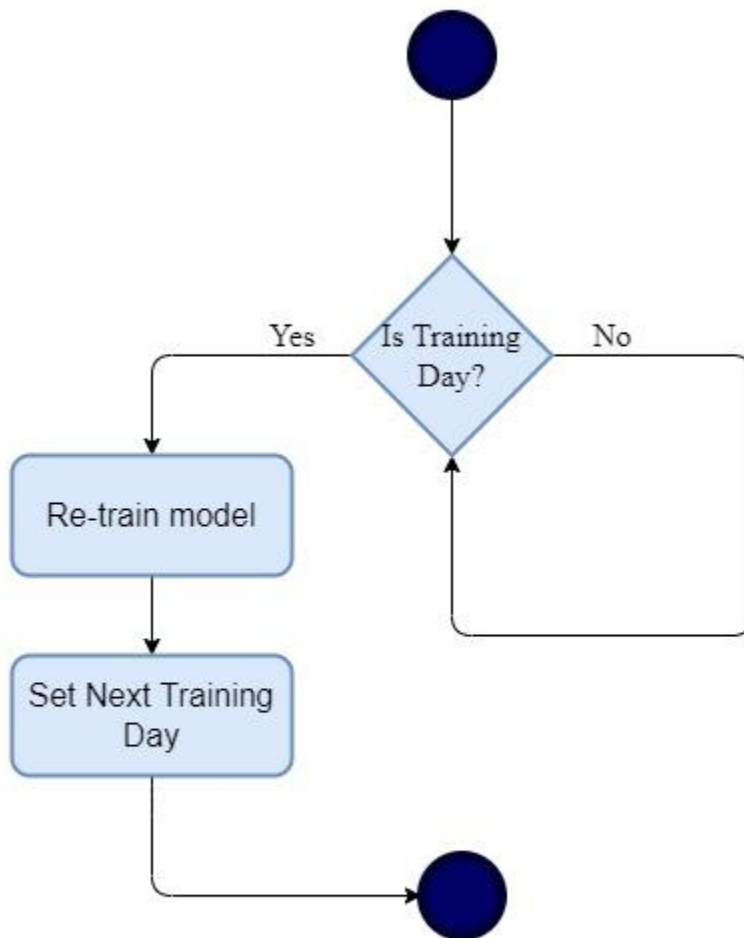 Yes
Is Training
Day?
No
Re-train model
Set Next Training
Day